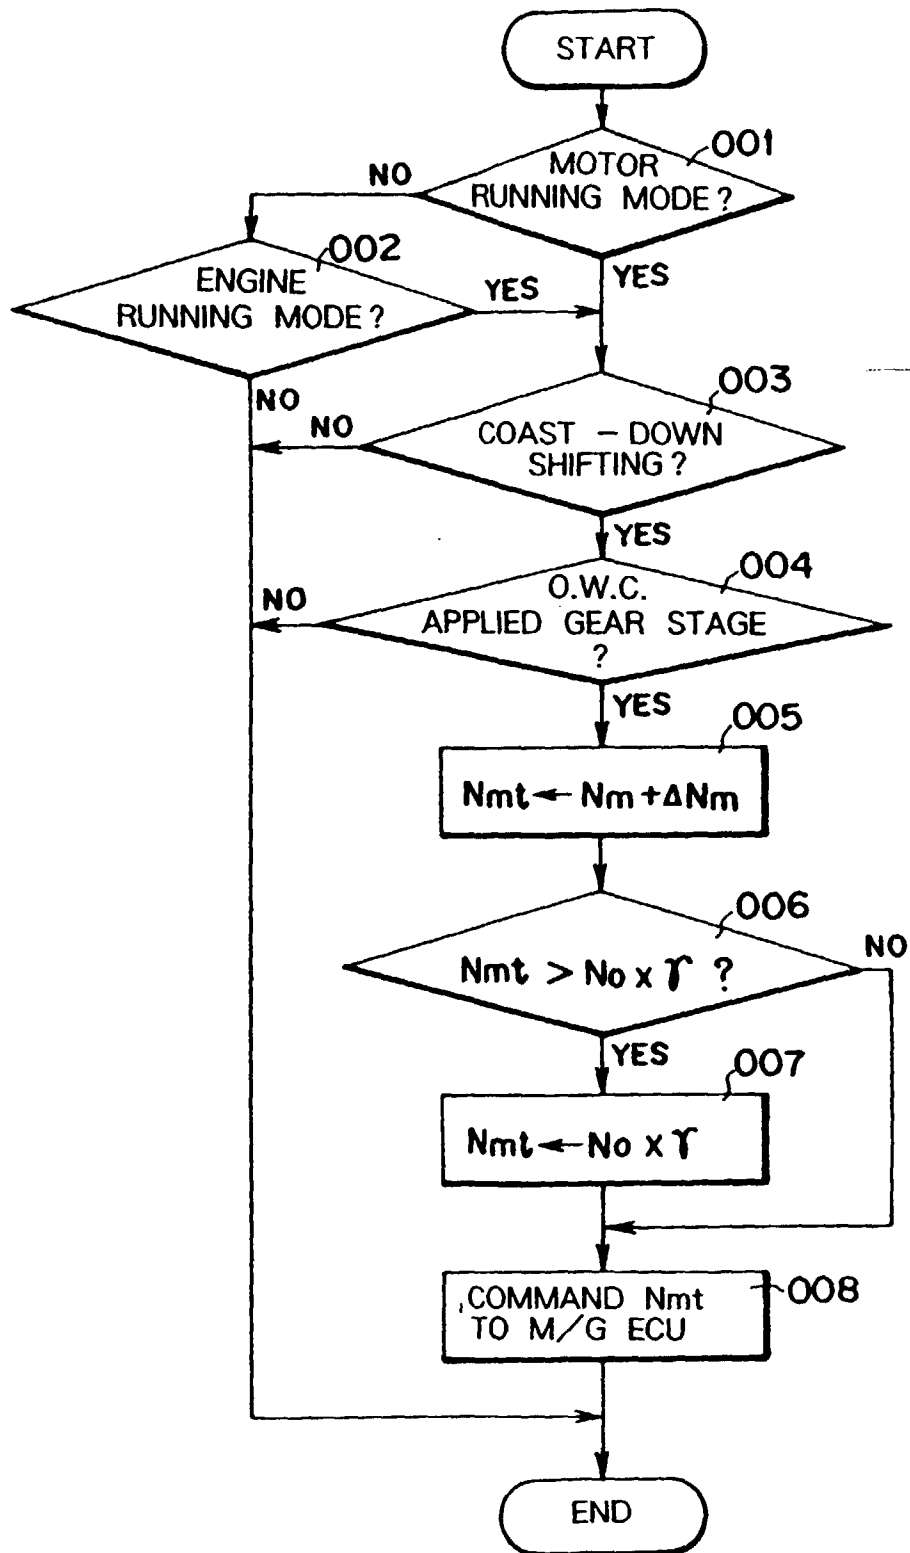 START
001
MOTOR
RUNNING MODE?
NO
YES
002
ENGINE
RUNNING MODE?
YES
NO
003
COAST – DOWN
SHIFTING?
NO
YES
004
O.W.C.
APPLIED GEAR STAGE
?
NO
YES
005
Nmt ← Nm + ΔNm
006
Nmt > No x γ ?
NO
YES
007
Nmt ← No x γ
008
COMMAND Nmt
TO M/G ECU
END